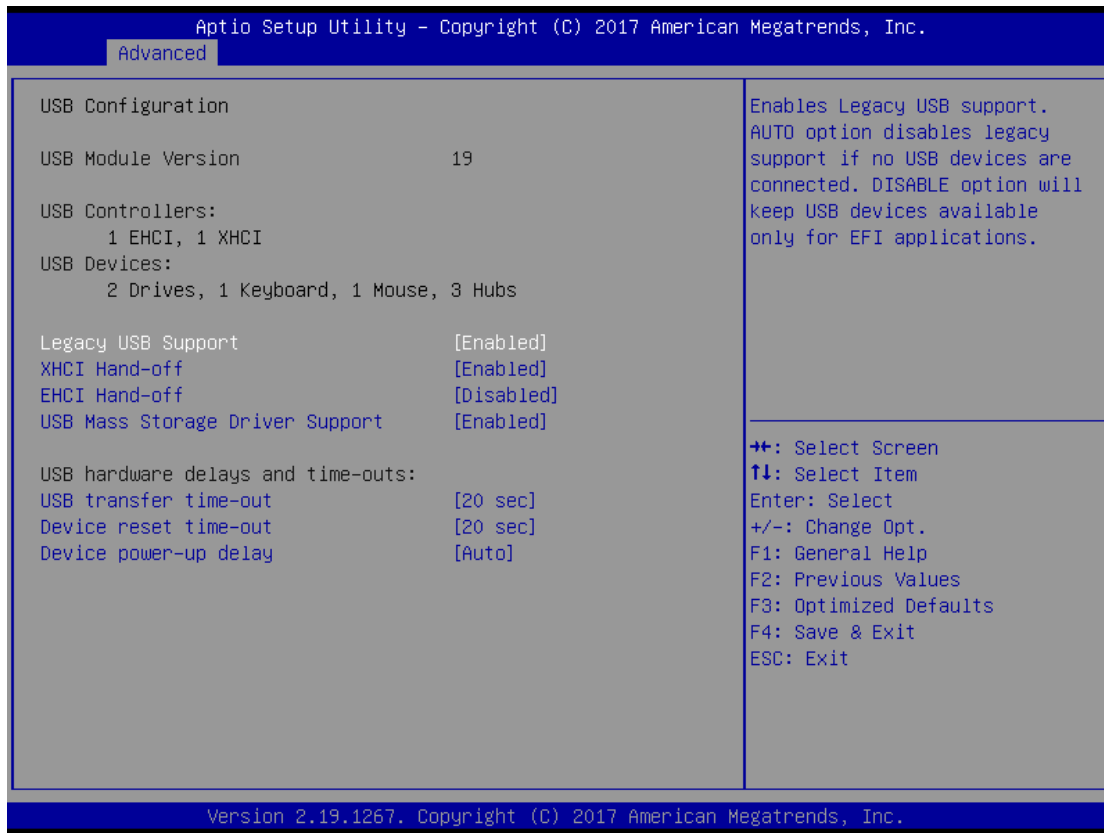 Aptio Setup Utility – Copyright (C) 2017 American Megatrends, Inc.
Advanced
USB Configuration
USB Module Version 19
USB Controllers:
1 EHCI, 1 XHCI
USB Devices:
2 Drives, 1 Keyboard, 1 Mouse, 3 Hubs
Legacy USB Support [Enabled]
XHCI Hand-off [Enabled]
EHCI Hand-off [Disabled]
USB Mass Storage Driver Support [Enabled]
USB hardware delays and time-outs:
USB transfer time-out [20 sec]
Device reset time-out [20 sec]
Device power-up delay [Auto]
Enables Legacy USB support.
AUTO option disables legacy
support if no USB devices are
connected. DISABLE option will
keep USB devices available
only for EFI applications.
→←: Select Screen
↑↓: Select Item
Enter: Select
+/-: Change Opt.
F1: General Help
F2: Previous Values
F3: Optimized Defaults
F4: Save & Exit
ESC: Exit
Version 2.19.1267. Copyright (C) 2017 American Megatrends, Inc.